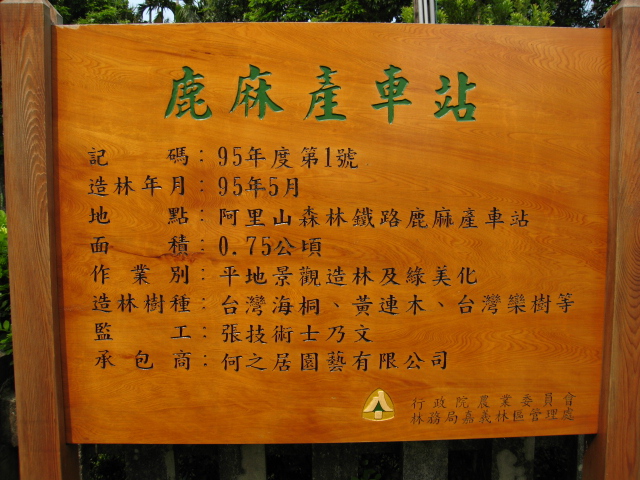 鹿麻產車站
記碼：95年度第1號
造林年月：95年5月
地點：阿里山森林鐵路鹿麻產車站
面積：0.75公頃
作業別：平地景觀造林及綠美化
造林樹種：台灣海桐、黃連木、台灣欒樹等
監工：張技術士乃文
承包商：何之居園藝有限公司
行政院農業委員會
林務局嘉義林區管理處